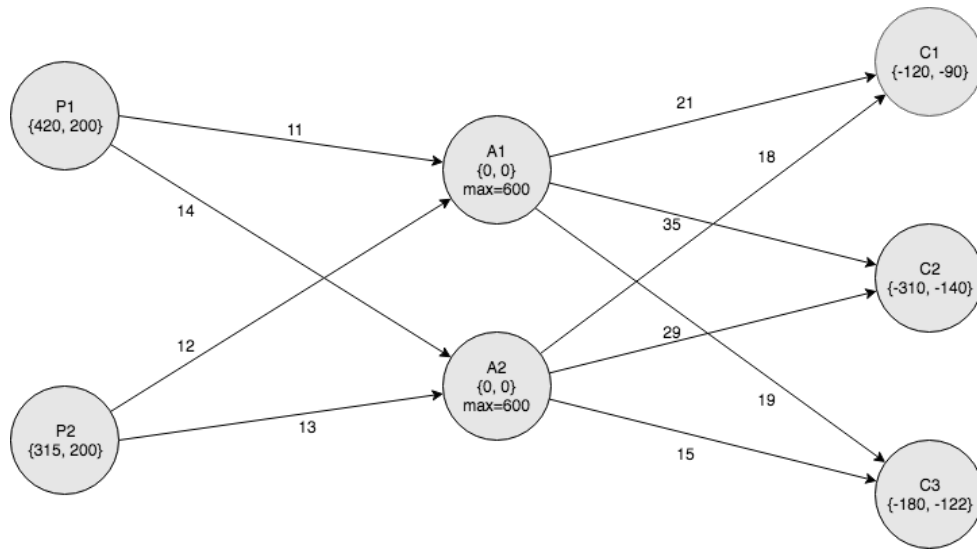 C1
{-120, -90}
P1
{420, 200}
21
11
A1
{0, 0}
max=600
18
14
35
C2
{-310, -140}
12
29
A2
{0, 0}
max=600
19
P2
{315, 200}
13
15
C3
{-180, -122}